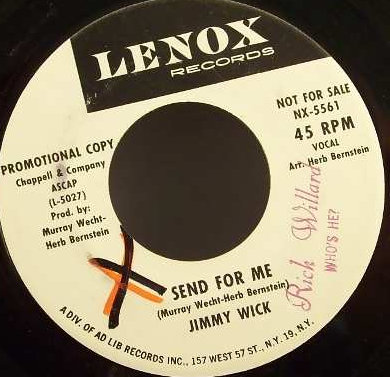 LENOX
RECORDS
NOT FOR SALE
NX-5561
45 RPM
VOCAL
Arr. Herb Bernstein
PROMOTIONAL COPY
Chappell & Company
ASCAP
(L-5027)
Prod. by:
Murray Wecht-
Herb Bernstein
Rick Willard
WHO'S HE?
X
SEND FOR ME
(Murray Wecht-Herb Bernstein)
JIMMY WICK
A DIV. OF AD LIB RECORDS INC., 157 WEST 57 ST., N.Y. 19, N.Y.